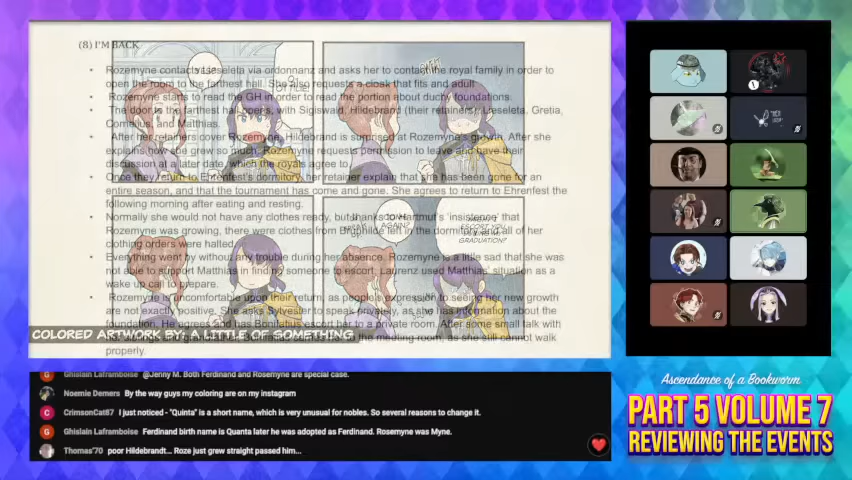 (8) I'M BACK
Rozemyne contacts Lieseleta via ordonnanz and asks her to contact the royal family in order to
open the room to the farthest hall. She also requests a cloak that fits and adult
Rozemyne starts to read the GH in order to read the portion about duchy foundations.
The door to the farthest hall opens, with Sigiswald, Hildebrand (their retainers), Lieseleta, Gretia,
Cornelius, and Matthias.
After her retainers cover Rozemyne, Hildebrand is surprised at Rozemyne's growth. After she
explains how she grew so much, Rozemyne requests permission to leave and have their
discussion at a later date, which the royals agree to.
Once they return to Ehrenfest's dormitory, her retainer explain that she has been gone for an
entire season, and that the tournament has come and gone. She agrees to return to Ehrenfest the
following morning after eating and resting.
Normally she would not have any clothes ready, but thanks to Hartmut's "insistence" that
Rozemyne was growing, there were clothes from Brunhilde left in the dormitory and all of her
clothing orders were halted.
Everything went by without any trouble during her absence. Rozemyne is a little sad that she was
not able to support Matthias in finding someone to escort. Laurenz used Matthias' situation as a
wake up prepare.
Rozemyne uncomfortable upon their return, as people's expression to seeing her new growth
are not exactly positive. She asks Sylvester to speak privately, as she has information about the
foundation. He agrees and has Bonifatius escort her to a private room. After some small talk with
to the meeting room, as she still cannot walk
properly.
AGAIN?
ESCORT YOU
GRADUATION?
COLORED ARTWORK BY: A LITTLE OF SOMETHING
Ghislain Laframboise @Jenny M. Both Ferdinand and Rosemyne are special case.
Noemie Demers By the way guys my coloring are on my instagram
CrimsonCat87 I just noticed - "Quinta" is a short name, which is very unusual for nobles. So several reasons to change it.
Ghislain Laframboise Ferdinand birth name is Quanta later he was adopted as Ferdinand. Rosemyne was Myne.
Thomas'70 poor Hildebrandt... Roze just grew straight passed him...
Ascendance of a Bookworm
PART 5 VOLUME 7
REVIEWING THE EVENTS